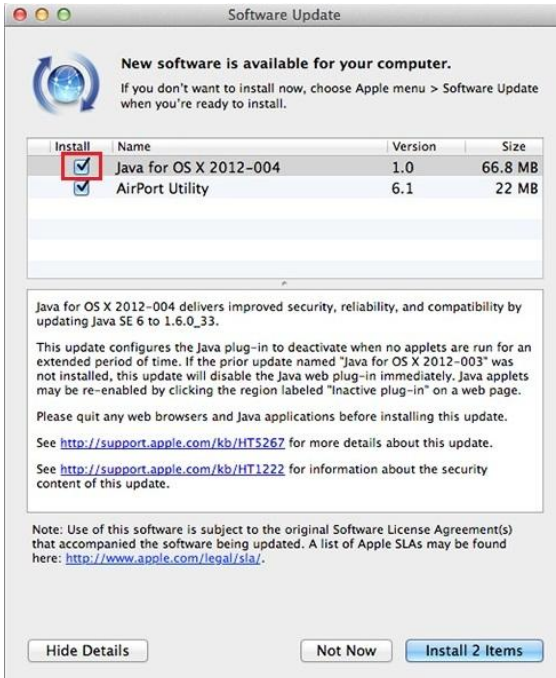 Software Update
New software is available for your computer.
If you don't want to install now, choose Apple menu > Software Update
when you're ready to install.
Install Name Version Size
Java for OS X 2012-004 1.0 66.8 MB
AirPort Utility 6.1 22 MB
Java for OS X 2012-004 delivers improved security, reliability, and compatibility by
updating Java SE 6 to 1.6.0_33.
This update configures the Java plug-in to deactivate when no applets are run for an
extended period of time. If the prior update named "Java for OS X 2012-003" was
not installed, this update will disable the Java web plug-in immediately. Java applets
may be re-enabled by clicking the region labeled "Inactive plug-in" on a web page.
Please quit any web browsers and Java applications before installing this update.
See http://support.apple.com/kb/HT5267 for more details about this update.
See http://support.apple.com/kb/HT1222 for information about the security
content of this update.
Note: Use of this software is subject to the original Software License Agreement(s)
that accompanied the software being updated. A list of Apple SLAs may be found
here: http://www.apple.com/legal/sla/.
Hide Details Not Now Install 2 Items